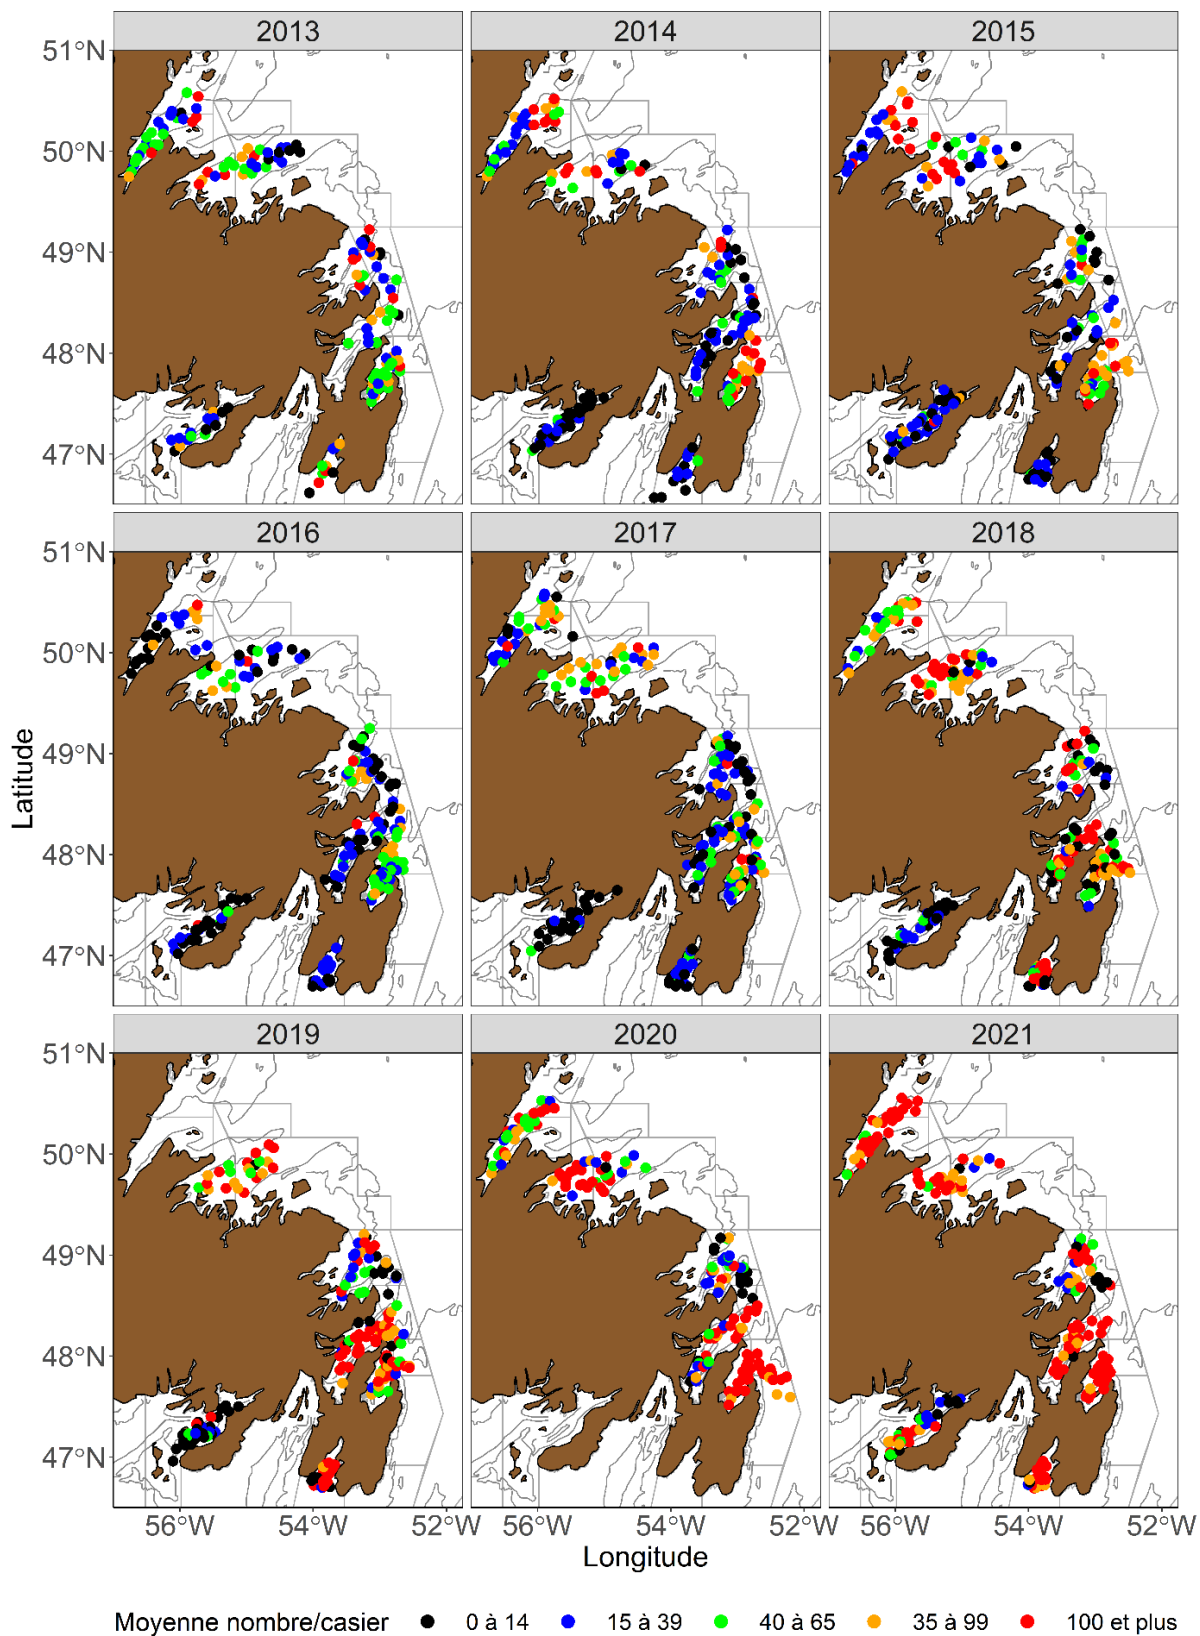 2013 2014 2015
51°N
50°N
49°N
48°N
47°N
2016 2017 2018
51°N
50°N
49°N
48°N
47°N
2019 2020 2021
51°N
50°N
49°N
48°N
47°N
Latitude
56°W 54°W 52°W 56°W 54°W 52°W 56°W 54°W 52°W
Longitude
Moyenne nombre/casier 0 à 14 15 à 39 40 à 65 35 à 99 100 et plus